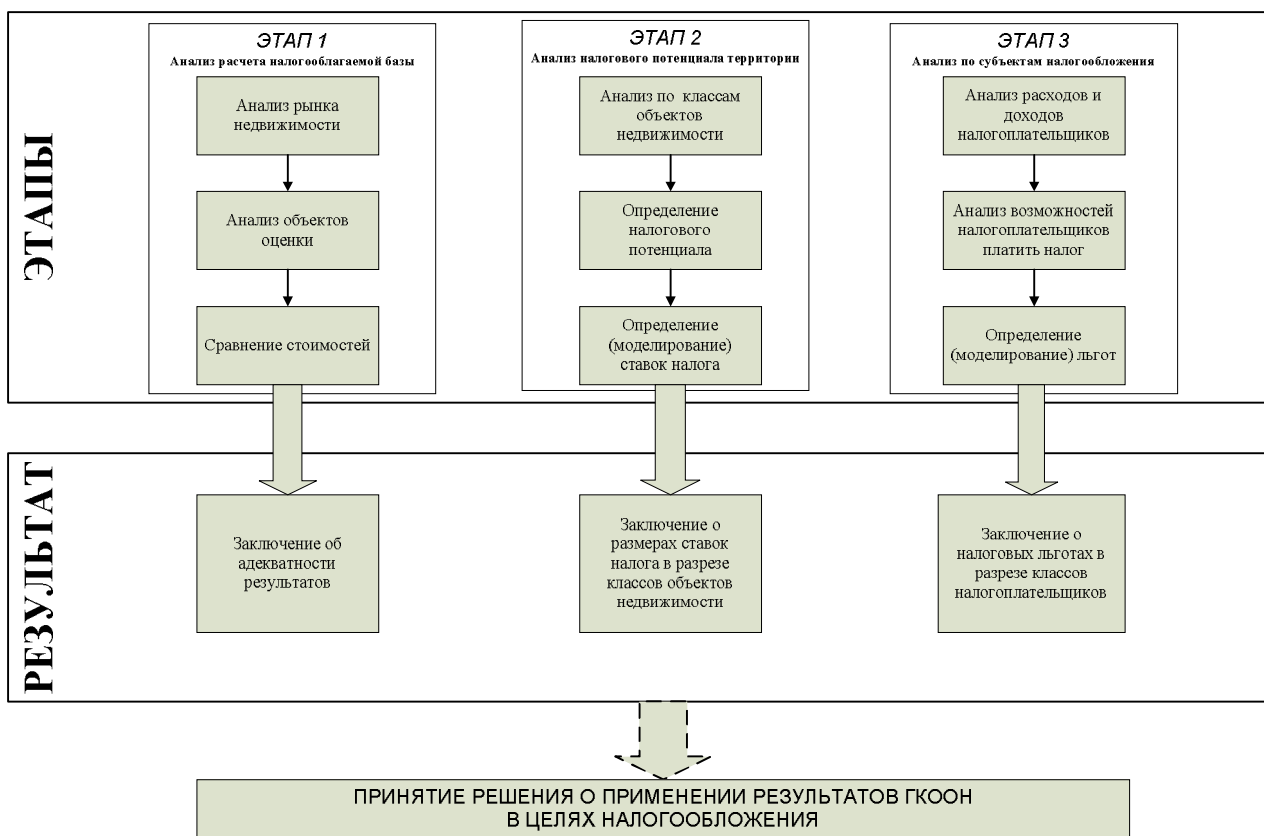 ЭТАПЫ
ЭТАП 1
Анализ расчета налогооблагаемой базы
Анализ рынка
недвижимости
Анализ объектов
оценки
Сравнение стоимостей
ЭТАП 2
Анализ налогового потенциала территории
Анализ по классам
объектов
недвижимости
Определение
налогового
потенциала
Определение
(моделирование)
ставок налога
ЭТАП 3
Анализ по субъектам налогообложения
Анализ расходов и
доходов
налогоплательщиков
Анализ возможностей
налогоплательщиков
платить налог
Определение
(моделирование) льгот
РЕЗУЛЬТАТ
Заключение об
адекватности
результатов
Заключение о
размерах ставок
налога в разрезе
классов объектов
недвижимости
Заключение о
налоговых льготах в
разрезе классов
налогоплательщиков
ПРИНЯТИЕ РЕШЕНИЯ О ПРИМЕНЕНИИ РЕЗУЛЬТАТОВ ГКООН
В ЦЕЛЯХ НАЛОГООБЛОЖЕНИЯ